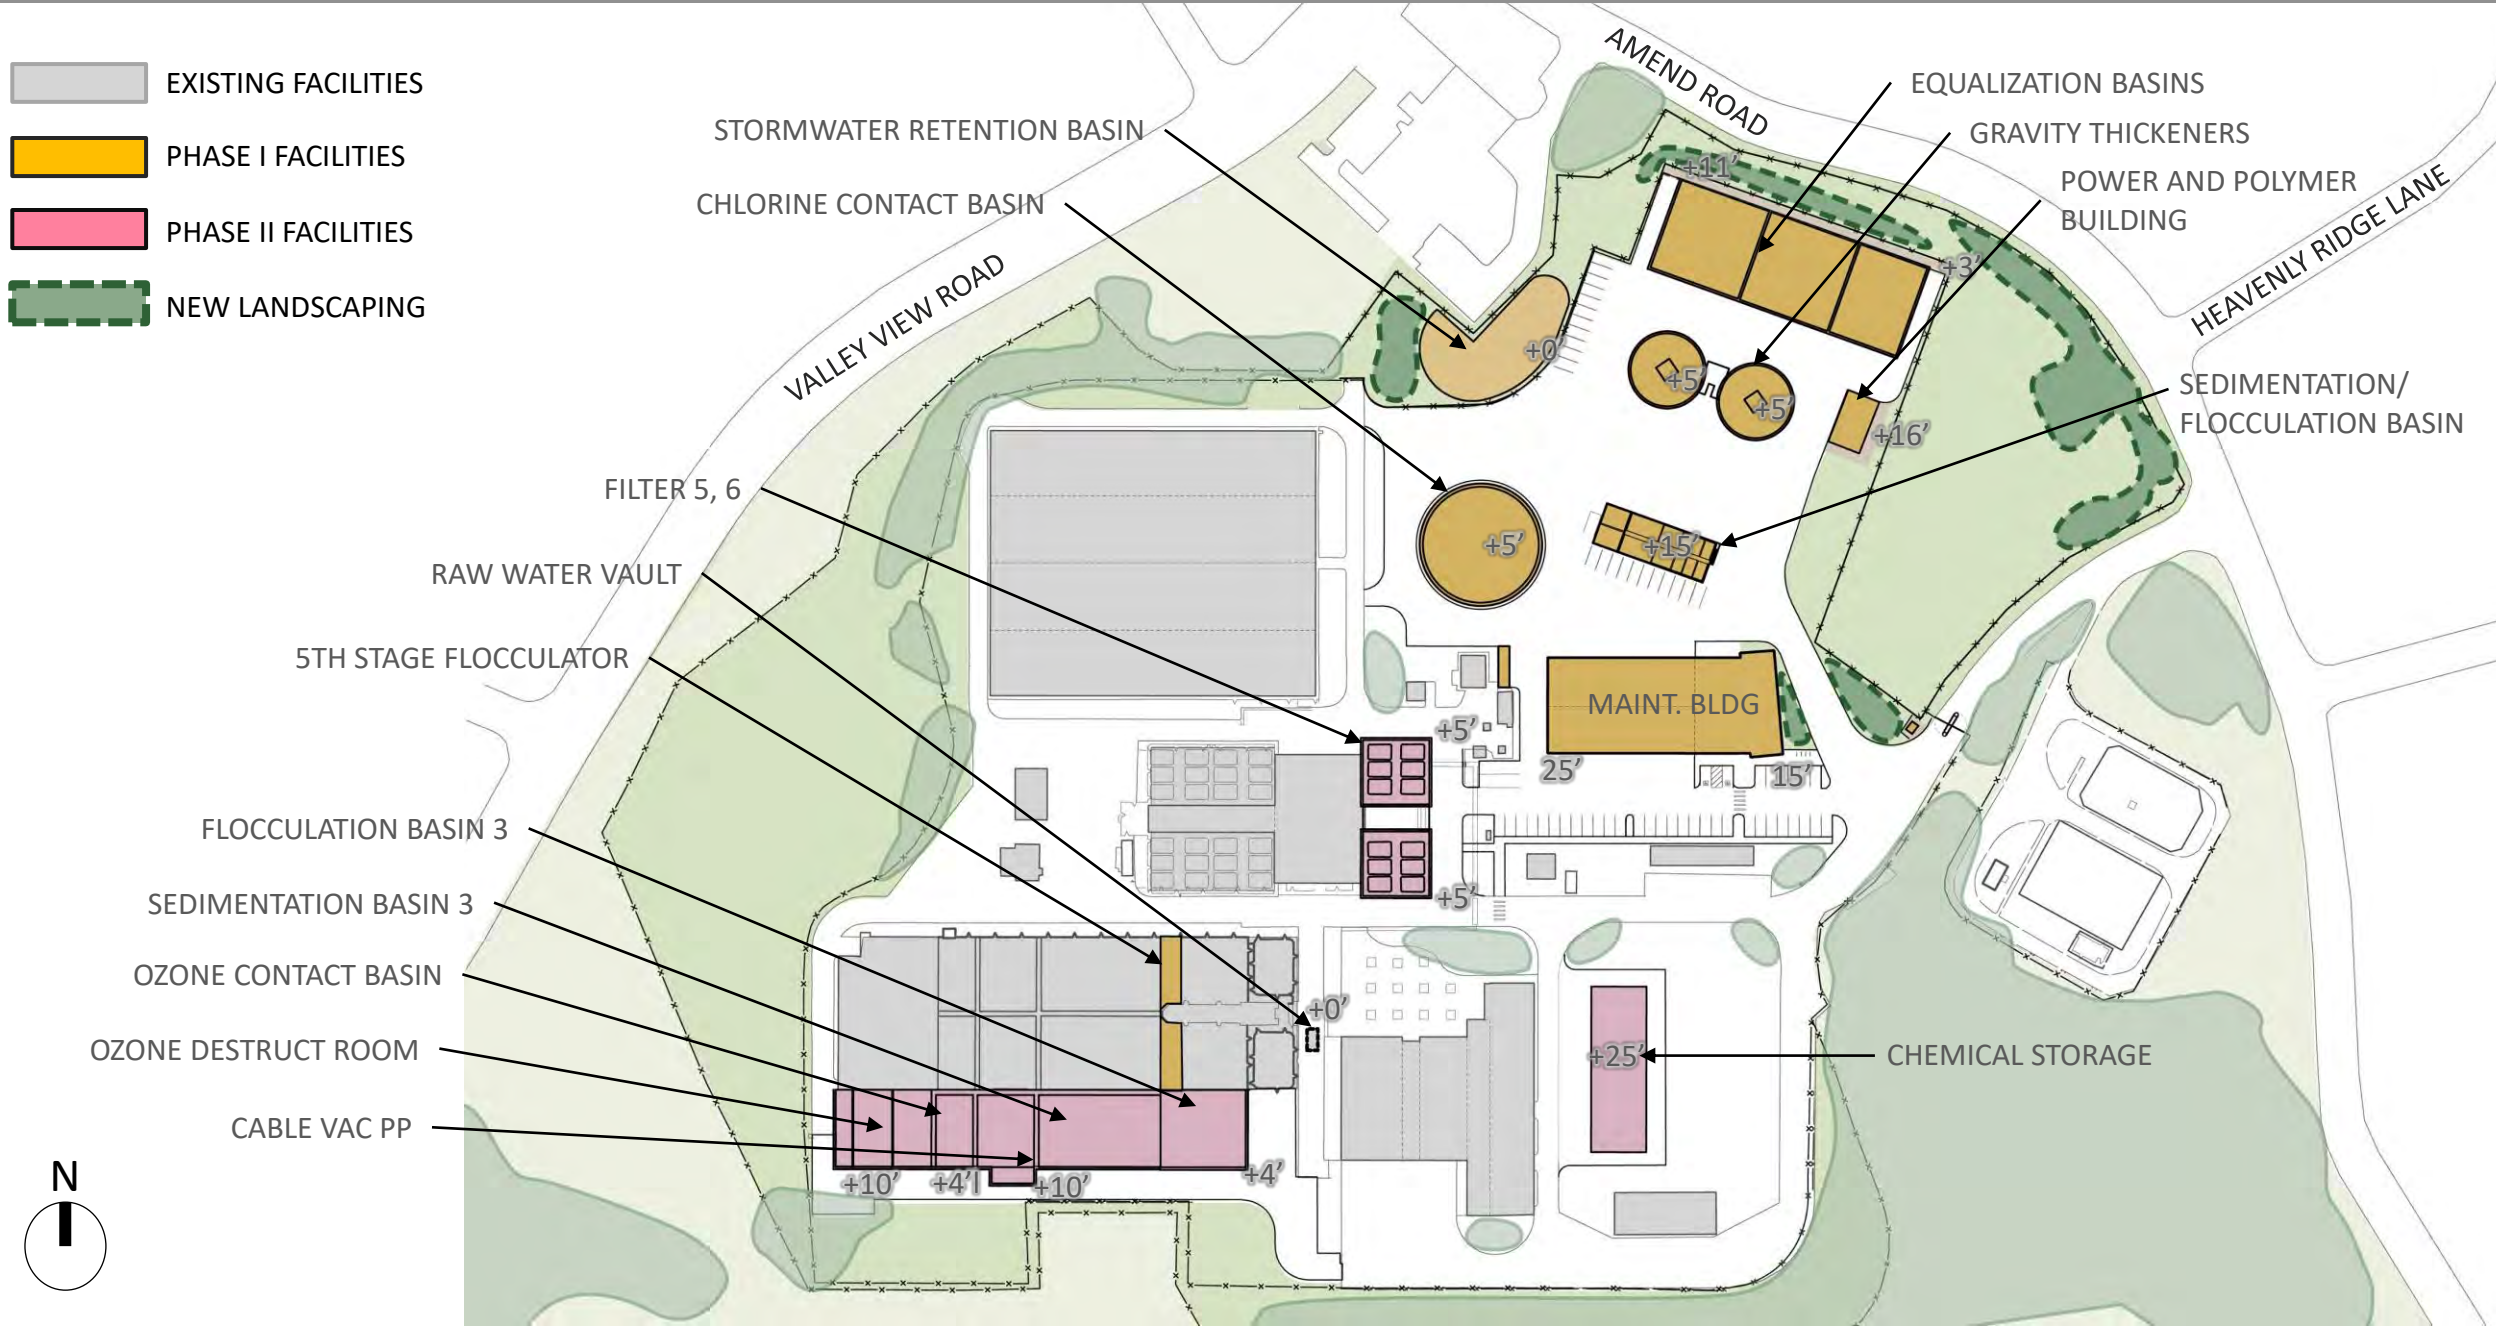 EXISTING FACILITIES
PHASE I FACILITIES
PHASE II FACILITIES
NEW LANDSCAPING
VALLEY VIEW ROAD
AMEND ROAD
HEAVENLY RIDGE LANE
STORMWATER RETENTION BASIN
CHLORINE CONTACT BASIN
EQUALIZATION BASINS
GRAVITY THICKENERS
POWER AND POLYMER
BUILDING
SEDIMENTATION/
FLOCCULATION BASIN
FILTER 5, 6
RAW WATER VAULT
5TH STAGE FLOCCULATOR
FLOCCULATION BASIN 3
SEDIMENTATION BASIN 3
OZONE CONTACT BASIN
OZONE DESTRUCT ROOM
CABLE VAC PP
CHEMICAL STORAGE
MAINT. BLDG
+11'
+3'
+0'
+5'
+5'
+16'
+5'
+15'
+5'
25'
15'
+5'
+0'
+25'
+10'
+4'
+10'
+4'
N